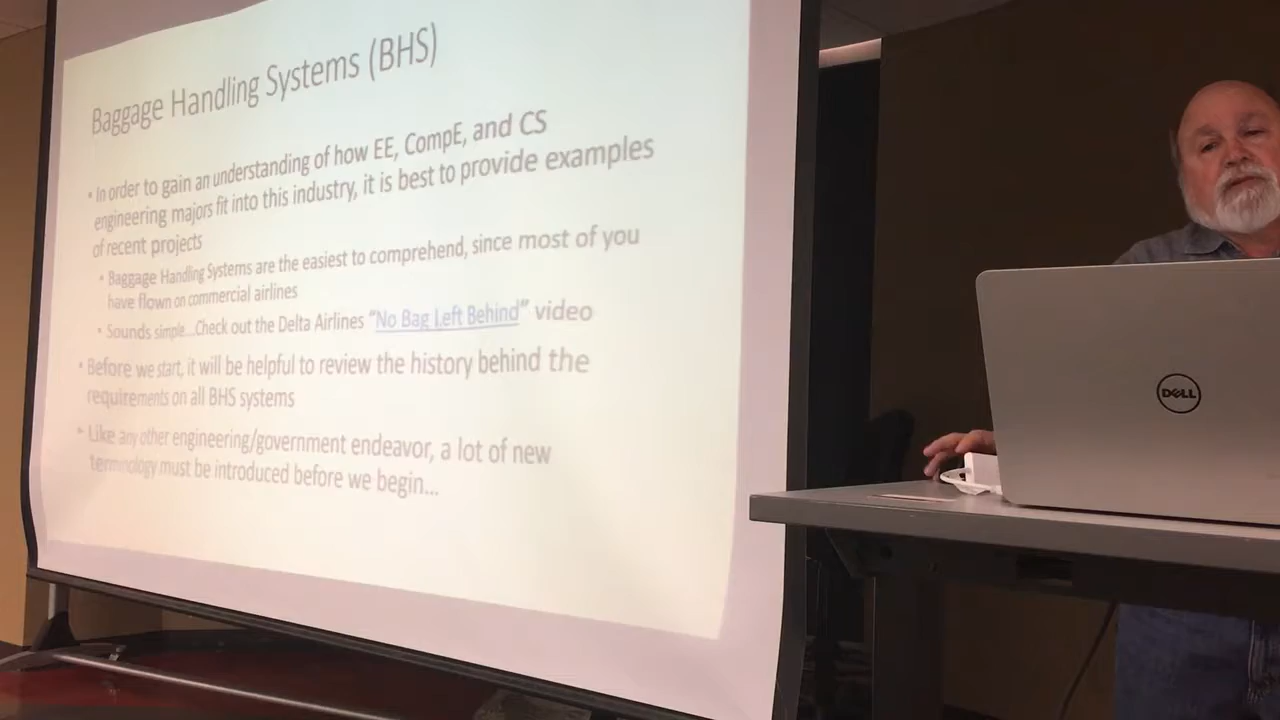 Baggage Handling Systems (BHS)
• In order to gain an understanding of how EE, CompE, and CS
engineering majors fit into this industry, it is best to provide examples
of recent projects
• Baggage Handling Systems are the easiest to comprehend, since most of you
have flown on commercial airlines
• Sounds simple...Check out the Delta Airlines “No Bag Left Behind” video
• Before we start, it will be helpful to review the history behind the
requirements on all BHS systems
• Like any other engineering/government endeavor, a lot of new
terminology must be introduced before we begin...
DELL